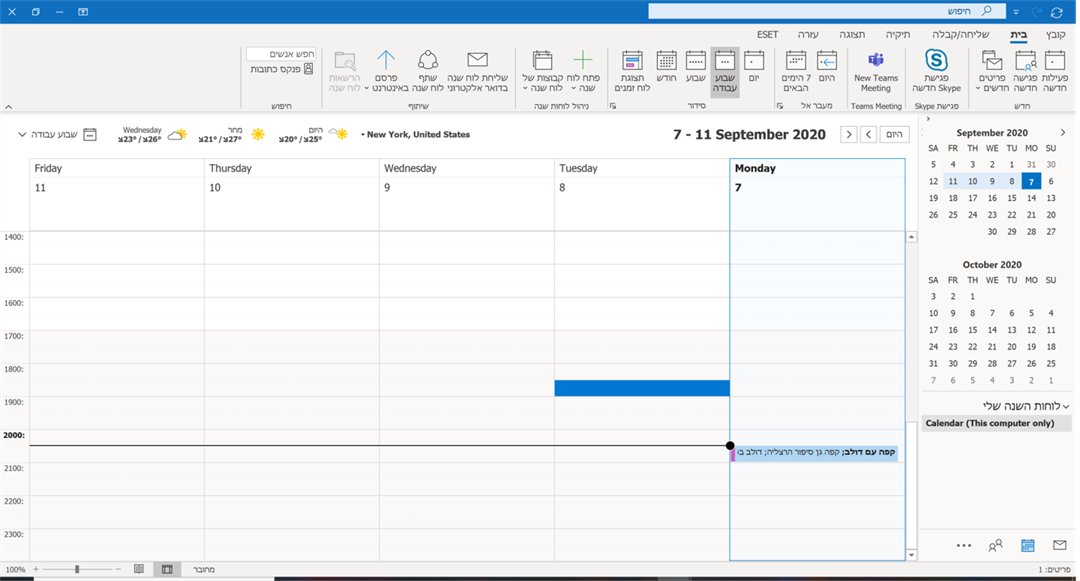 חיפוש
קובץ
בית
שליחה/קבלה
תיקיה
תצוגה
עזרה
ESET
פעילות חדשה
פגישה חדשה
פריטים חדשים
חדש
פגישת Skype חדשה
פגישת Skype
New Teams Meeting
Teams Meeting
היום
7 הימים הבאים
מעבר אל
יום
שבוע עבודה
שבוע
חודש
תצוגת לוח זמנים
סידור
פתח לוח שנה
קבוצות של לוח שנה
ניהול לוחות שנה
שליחת לוח שנה בדואר אלקטרוני
שתף לוח שנה
פרסם באינטרנט
הרשאות לוח שנה
שיתוף
חפש אנשים
פנקס כתובות
חיפוש
היום
7 - 11 September 2020
New York, United States
היום
25°צ / 20°צ
מחר
27°צ / 21°צ
Wednesday
26°צ / 23°צ
שבוע עבודה
Monday
Tuesday
Wednesday
Thursday
Friday
7
8
9
10
11
1400:
1500:
1600:
1700:
1800:
1900:
2000:
2100:
2200:
2300:
קפה עם דולב; קפה גן סיפור הרצליה; דולב בו
September 2020
SA FR TH WE TU MO SU
5 4 3 2 1 31 30
12 11 10 9 8 7 6
19 18 17 16 15 14 13
26 25 24 23 22 21 20
30 29 28 27
October 2020
SA FR TH WE TU MO SU
3 2 1
10 9 8 7 6 5 4
17 16 15 14 13 12 11
24 23 22 21 20 19 18
31 30 29 28 27 26 25
7 6 5 4 3 2 1
לוחות השנה שלי
Calendar (This computer only)
פריטים: 1
מחובר
100%